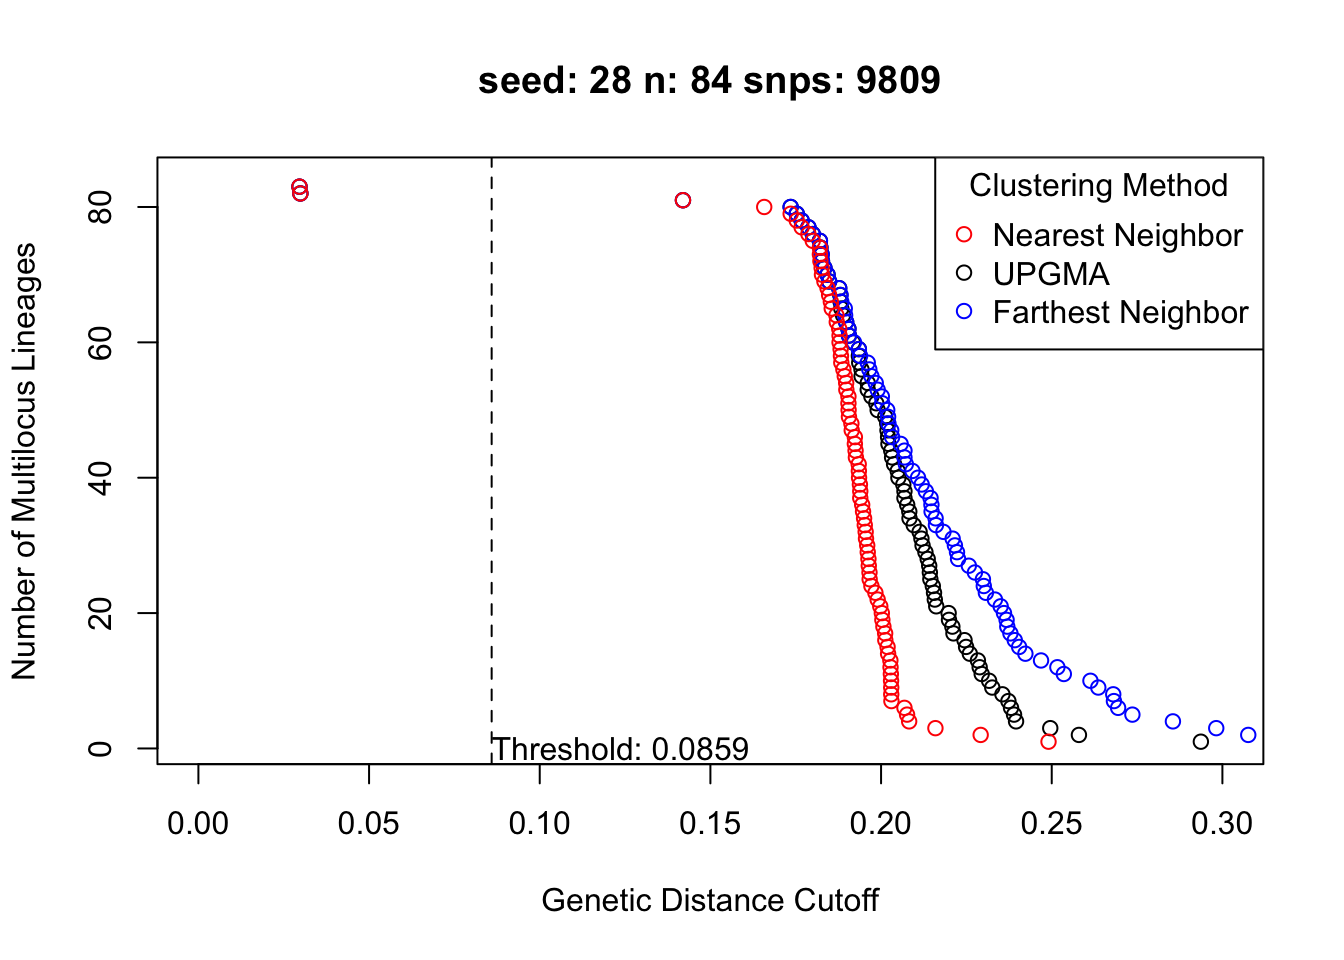 seed: 28 n: 84 snps: 9809
Clustering Method
Nearest Neighbor
UPGMA
Farthest Neighbor
Number of Multilocus Lineages
80
60
40
20
0
Threshold: 0.0859
0.00 0.05 0.10 0.15 0.20 0.25 0.30
Genetic Distance Cutoff